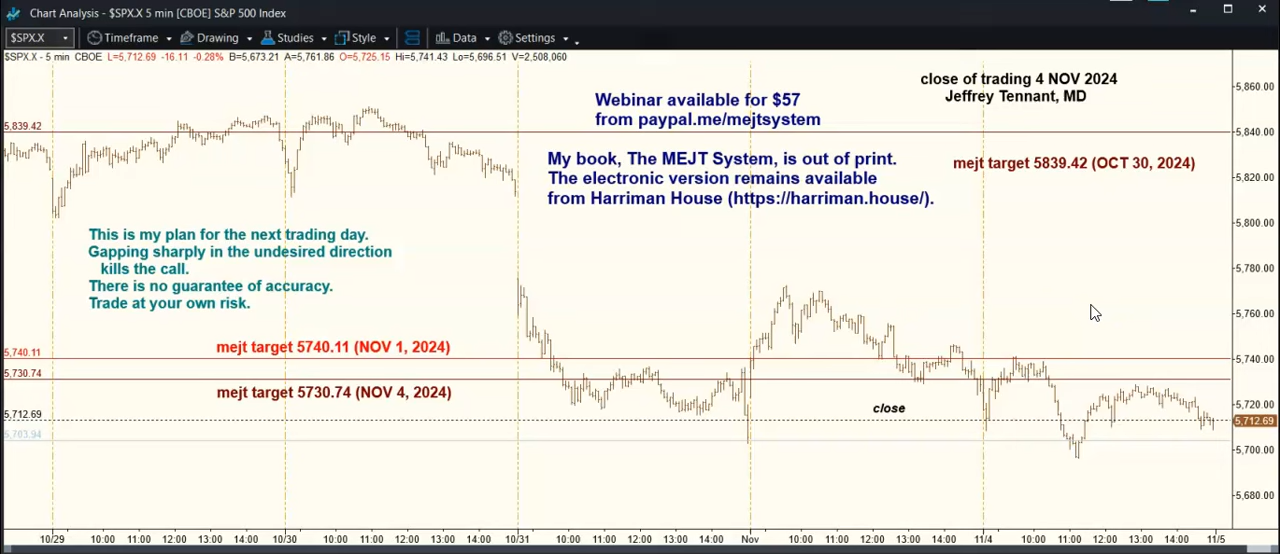 Chart Analysis - $SPX.X 5 min [CBOE] S&P 500 Index
$SPX.X Timeframe Drawing Studies Style Data Settings
$SPX.X - 5 min CBOE L=5,712.69 -16.11 -0.28% B=5,673.21 A=5,761.86 O=5,725.15 Hi=5,741.43 Lo=5,696.51 V=2,508,060
close of trading 4 NOV 2024
Jeffrey Tennant, MD
Webinar available for $57
from paypal.me/mejtsystem
My book, The MEJT System, is out of print.
The electronic version remains available
from Harriman House (https://harriman.house/).
mejt target 5839.42 (OCT 30, 2024)
5,839.42
This is my plan for the next trading day.
Gapping sharply in the undesired direction
kills the call.
There is no guarantee of accuracy.
Trade at your own risk.
mejt target 5740.11 (NOV 1, 2024)
5,740.11
5,730.74
mejt target 5730.74 (NOV 4, 2024)
close
5,712.69
5,703.94
5,860.00
5,840.00
5,820.00
5,800.00
5,780.00
5,760.00
5,740.00
5,720.00
5,712.69
5,700.00
5,680.00
10/29 10:00 11:00 12:00 13:00 14:00 10/30 10:00 11:00 12:00 13:00 14:00 10/31 10:00 11:00 12:00 13:00 14:00 Nov 10:00 11:00 12:00 13:00 14:00 11/4 10:00 11:00 12:00 13:00 14:00 11/5